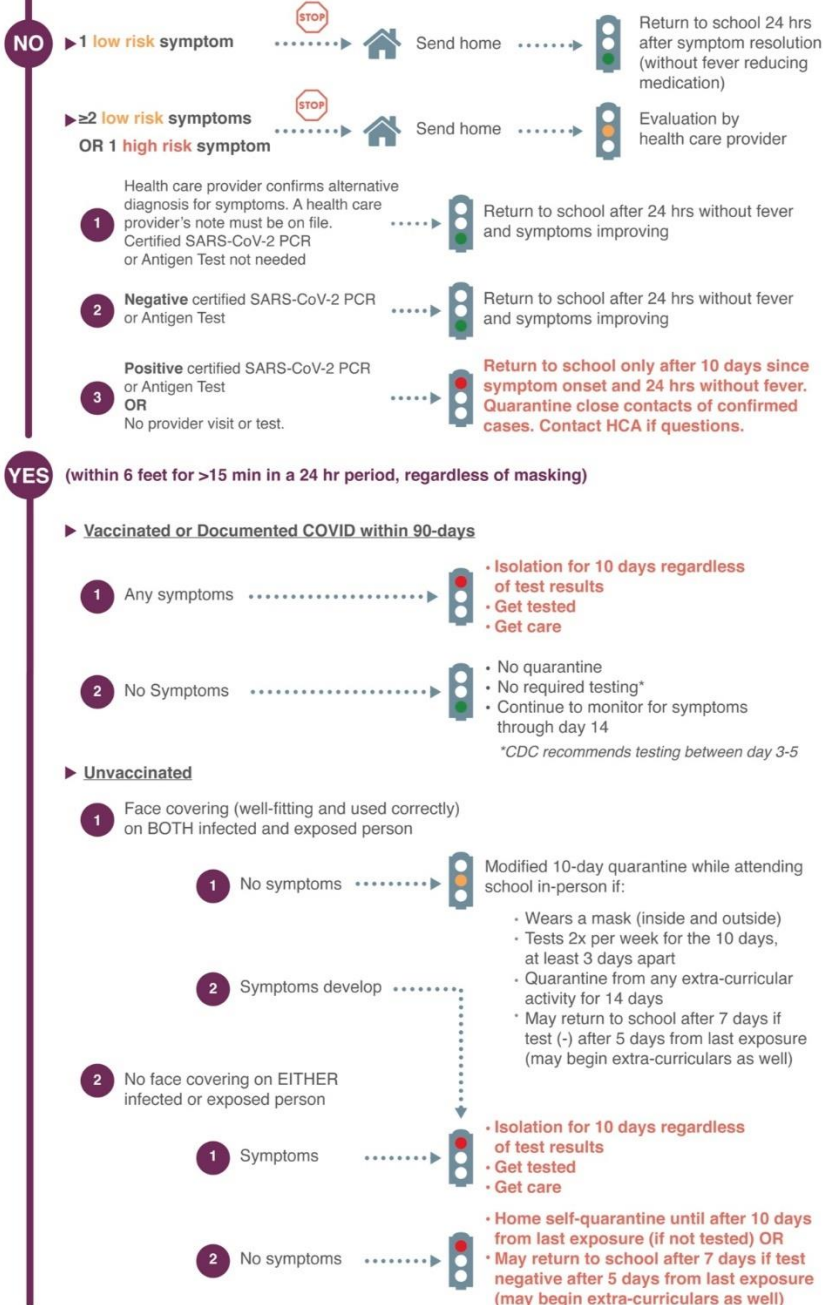 NO
1 low risk symptom
STOP
Send home
Return to school 24 hrs
after symptom resolution
(without fever reducing
medication)
≥2 low risk symptoms
OR 1 high risk symptom
STOP
Send home
Evaluation by
health care provider
1
Health care provider confirms alternative
diagnosis for symptoms. A health care
provider's note must be on file.
Certified SARS-CoV-2 PCR
or Antigen Test not needed
Return to school after 24 hrs without fever
and symptoms improving
2
Negative certified SARS-CoV-2 PCR
or Antigen Test
Return to school after 24 hrs without fever
and symptoms improving
3
Positive certified SARS-CoV-2 PCR
or Antigen Test
OR
No provider visit or test.
Return to school only after 10 days since
symptom onset and 24 hrs without fever.
Quarantine close contacts of confirmed
cases. Contact HCA if questions.
YES
(within 6 feet for >15 min in a 24 hr period, regardless of masking)
Vaccinated or Documented COVID within 90-days
1
Any symptoms
• Isolation for 10 days regardless
of test results
• Get tested
• Get care
2
No Symptoms
• No quarantine
• No required testing*
• Continue to monitor for symptoms
through day 14
*CDC recommends testing between day 3-5
Unvaccinated
1
Face covering (well-fitting and used correctly)
on BOTH infected and exposed person
1
No symptoms
Modified 10-day quarantine while attending
school in-person if:
• Wears a mask (inside and outside)
• Tests 2x per week for the 10 days,
at least 3 days apart
• Quarantine from any extra-curricular
activity for 14 days
• May return to school after 7 days if
test (-) after 5 days from last exposure
(may begin extra-curriculars as well)
2
Symptoms develop
2
No face covering on EITHER
infected or exposed person
1
Symptoms
• Isolation for 10 days regardless
of test results
• Get tested
• Get care
2
No symptoms
• Home self-quarantine until after 10 days
from last exposure (if not tested) OR
• May return to school after 7 days if test
negative after 5 days from last exposure
(may begin extra-curriculars as well)